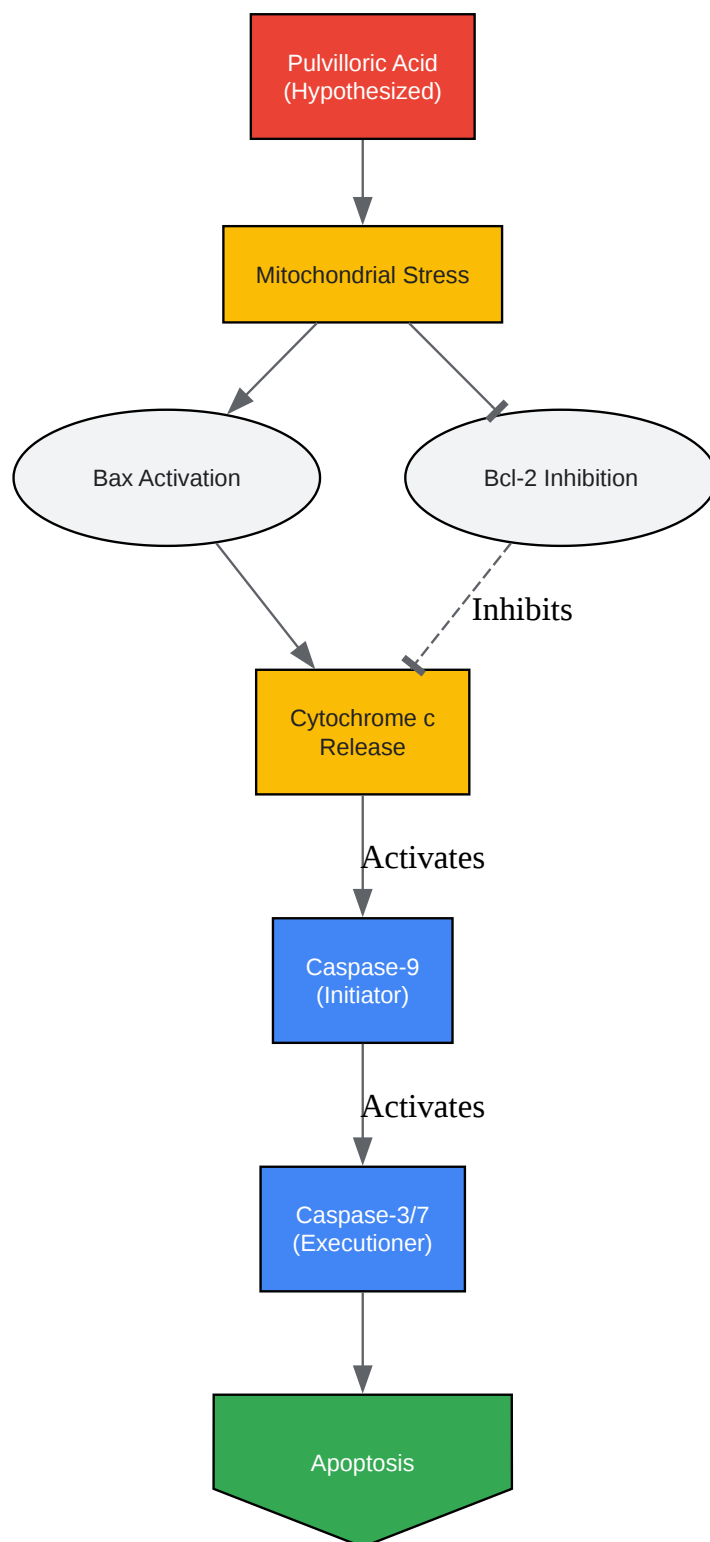 Pulvilloric Acid
(Hypothesized)
Mitochondrial Stress
Bax Activation
Bcl-2 Inhibition
Inhibits
Cytochrome c
Release
Activates
Caspase-9
(Initiator)
Activates
Caspase-3/7
(Executioner)
Apoptosis